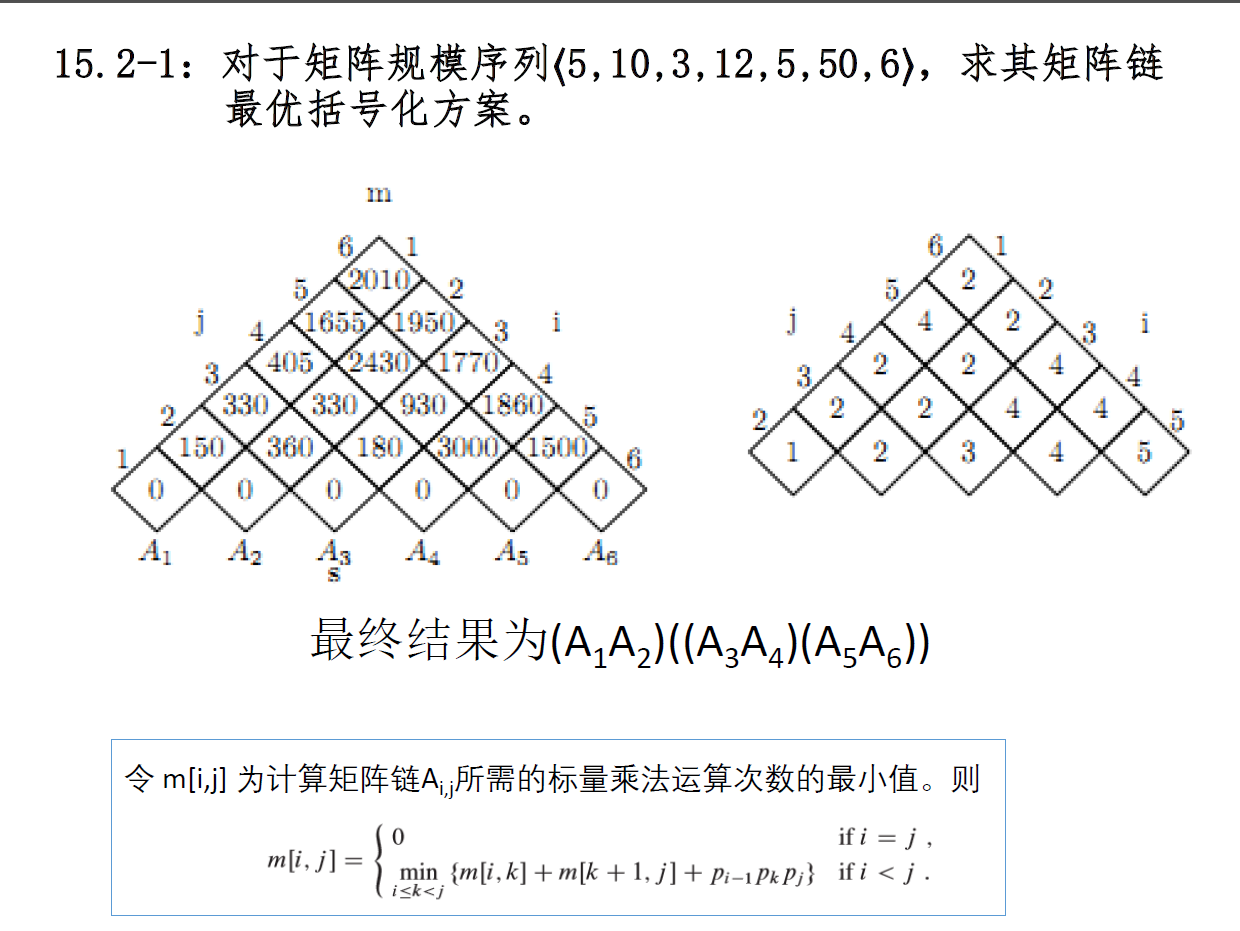 15.2-1: 对于矩阵规模序列⟨5,10,3,12,5,50,6⟩, 求其矩阵链
最优括号化方案。
m
6 1
5 2010 2
j 4 1655 1950 3 i
3 405 2430 1770 4
2 330 330 930 1860 5
1 150 360 180 3000 1500 6
0 0 0 0 0 0
A₁ A₂ A₃ A₄ A₅ A₆
s
6 1
5 2 2
j 4 4 2 3 i
3 2 2 4 4
2 2 2 4 4 5
1 2 3 4 5
最终结果为(A₁A₂)((A₃A₄)(A₅A₆))
令 m[i,j] 为计算矩阵链Aᵢ,ⱼ所需的标量乘法运算次数的最小值。则
m[i, j] = { 0 if i = j ,
min i≤k<j {m[i,k] + m[k + 1, j] + pᵢ₋₁pₖpⱼ} if i < j .